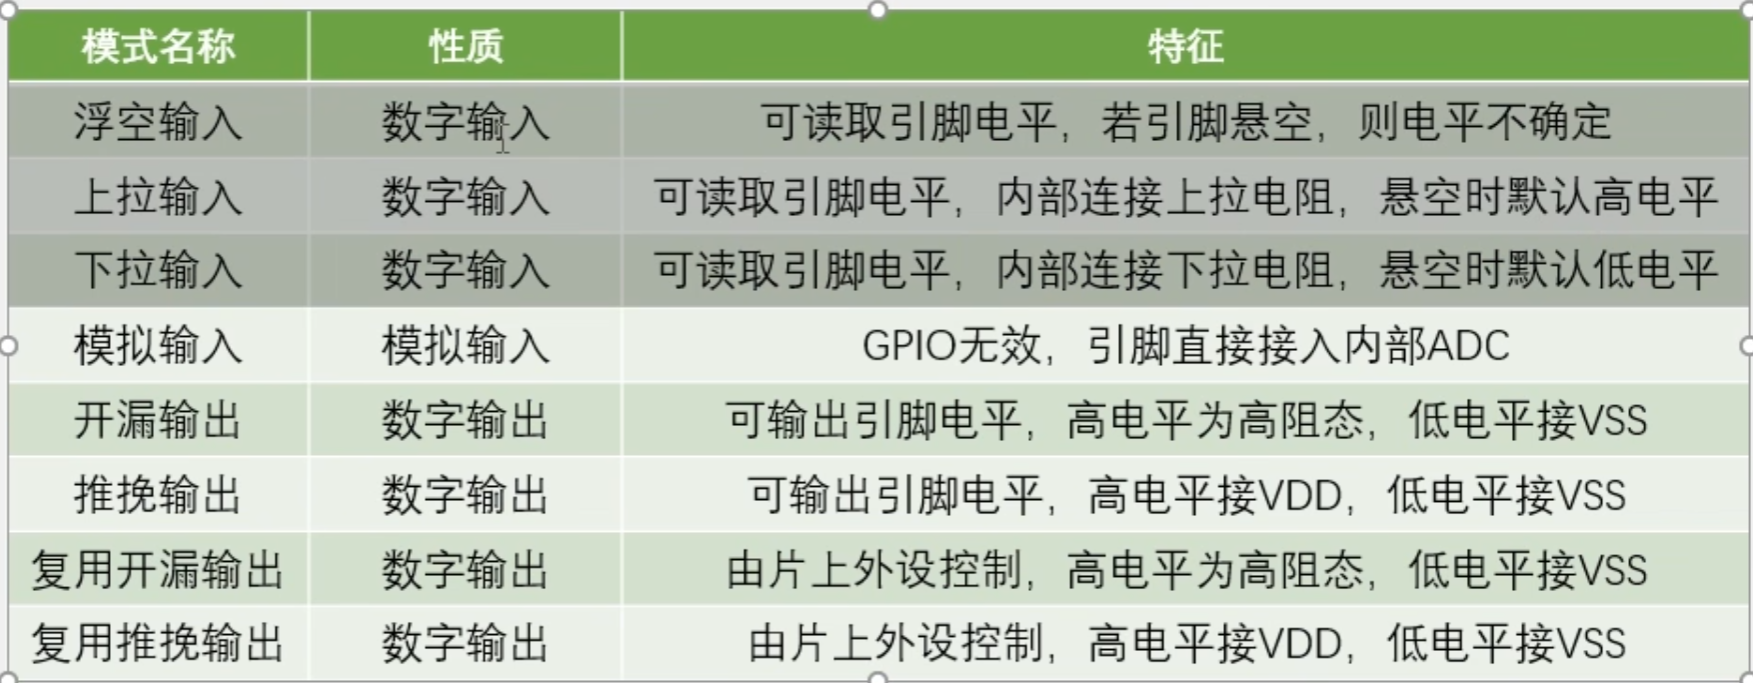 模式名称 性质 特征
浮空输入 数字输入 可读取引脚电平，若引脚悬空，则电平不确定
上拉输入 数字输入 可读取引脚电平，内部连接上拉电阻，悬空时默认高电平
下拉输入 数字输入 可读取引脚电平，内部连接下拉电阻，悬空时默认低电平
模拟输入 模拟输入 GPIO无效，引脚直接接入内部ADC
开漏输出 数字输出 可输出引脚电平，高电平为高阻态，低电平接VSS
推挽输出 数字输出 可输出引脚电平，高电平接VDD，低电平接VSS
复用开漏输出 数字输出 由片上外设控制，高电平为高阻态，低电平接VSS
复用推挽输出 数字输出 由片上外设控制，高电平接VDD，低电平接VSS